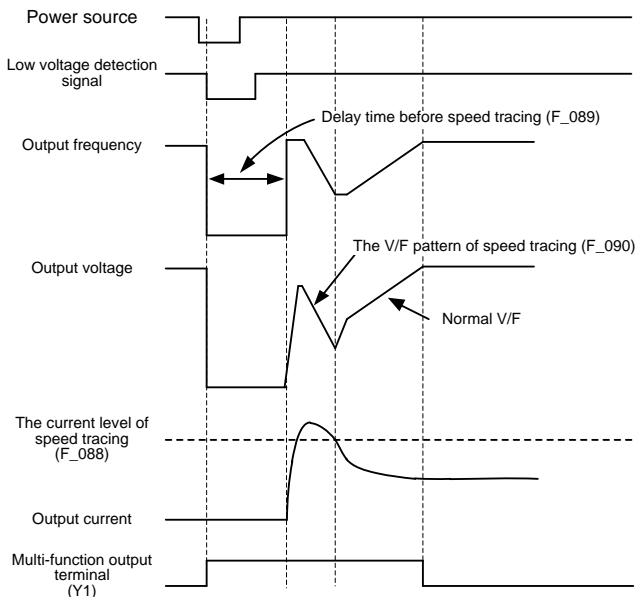 Power source
Low voltage detection
signal
Delay time before speed tracing (F_089)
Output frequency
The V/F pattern of speed tracing (F_090)
Output voltage
Normal V/F
The current level of
speed tracing
(F_088)
Output current
Multi-function output
terminal
(Y1)